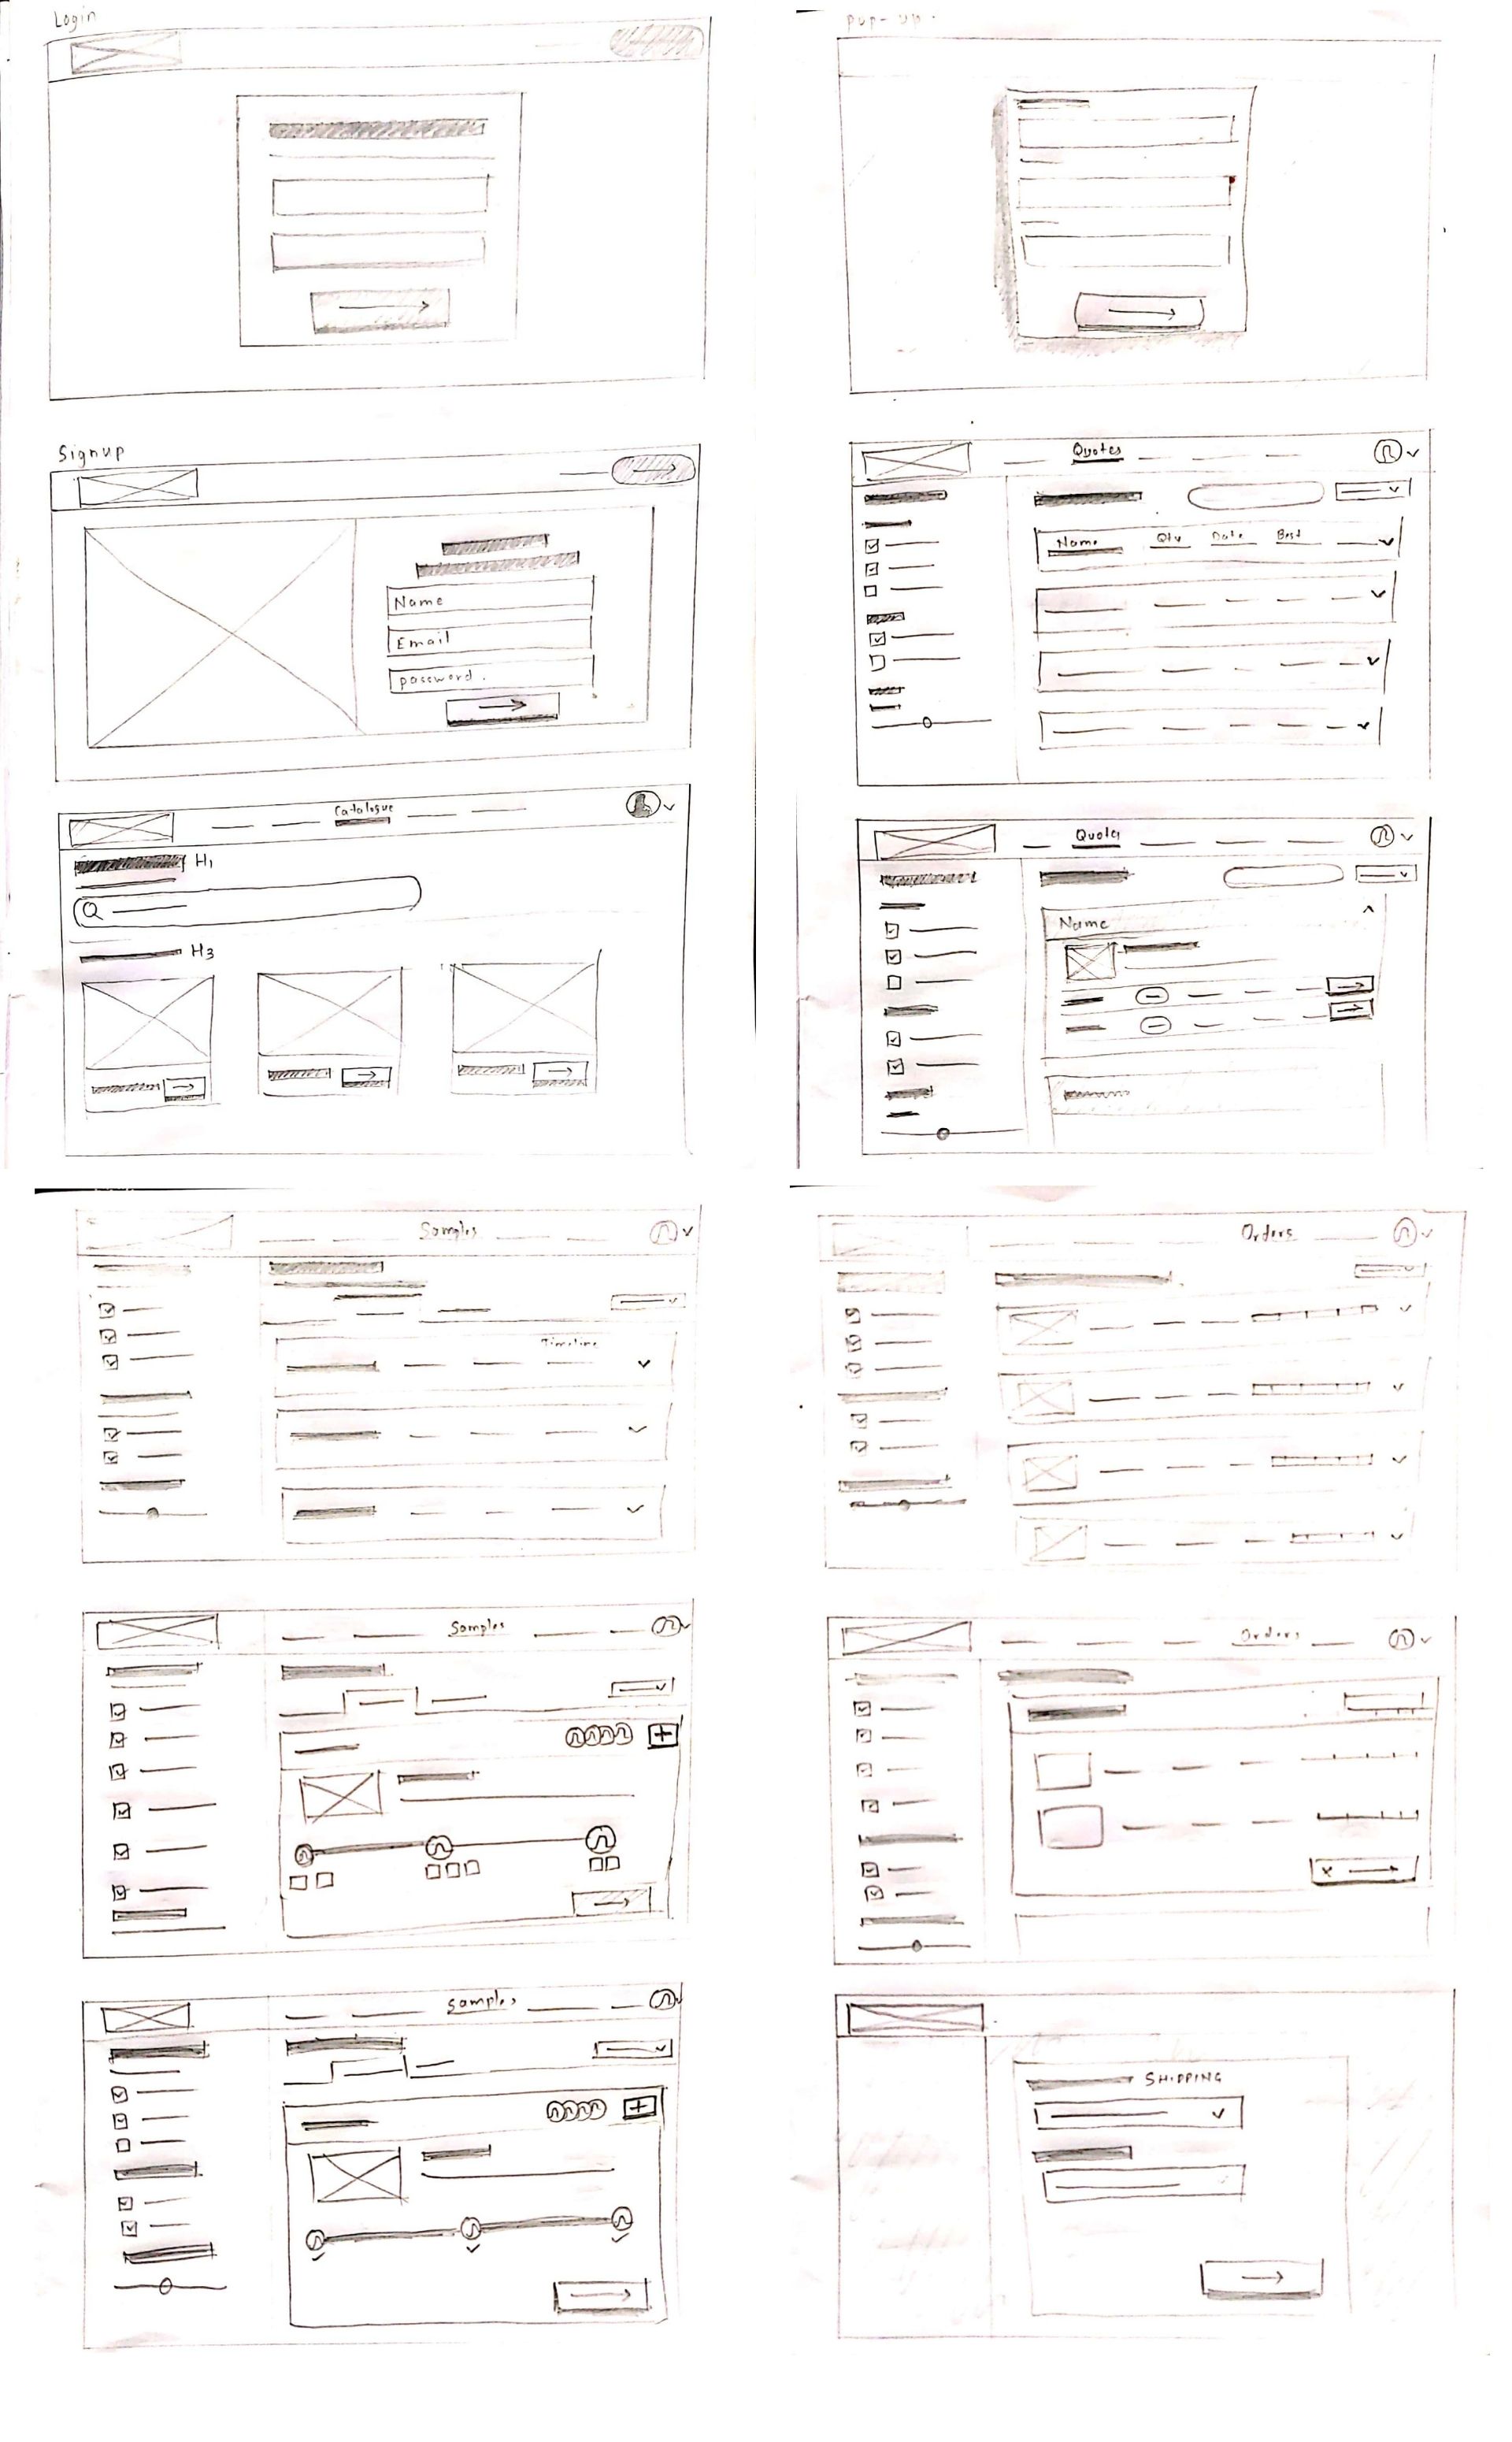 Login
Signup
Name
Email
password.
Catalogue
H1
H3
pop-up.
Quotes
Name Qty Date Best
Quotes
Name
Samples
Timeline
Samples
Samples
Orders
Orders
SHIPPING